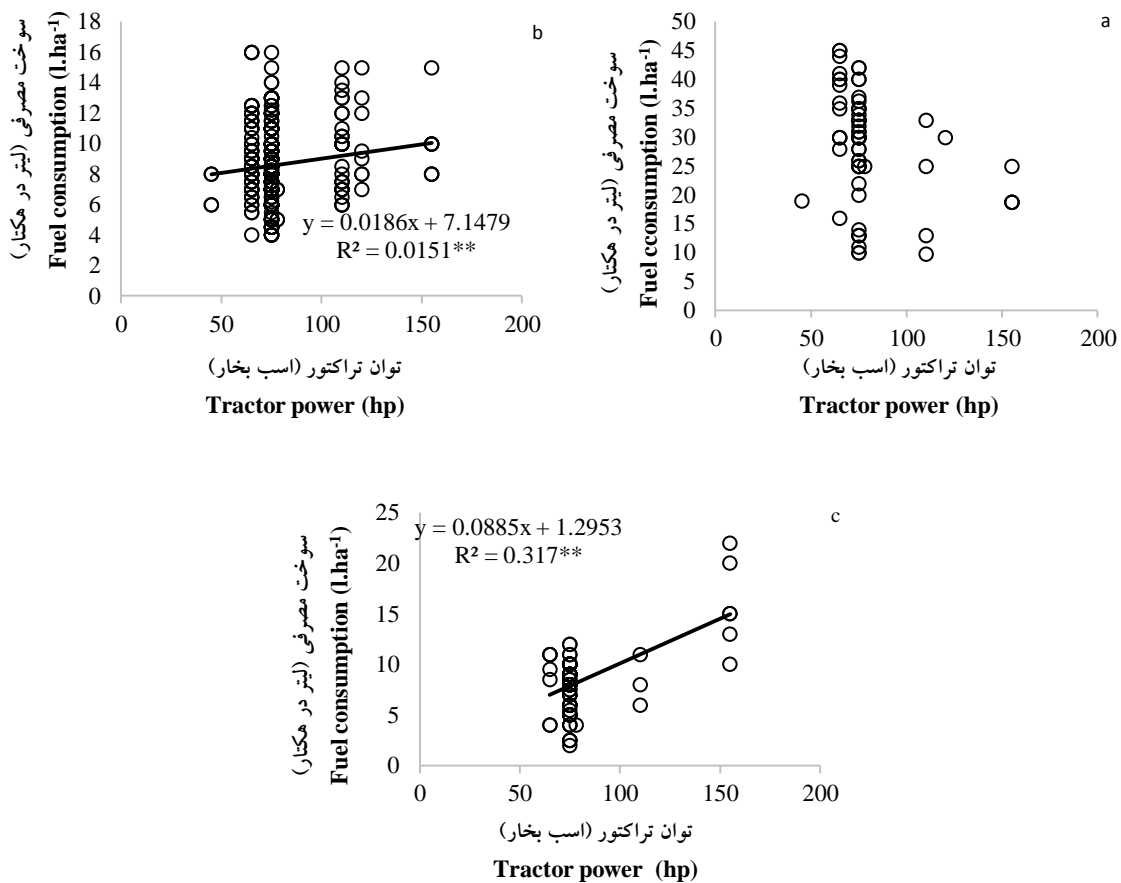 b
سوخت مصرفی (لیتر در هکتار)
Fuel consumption (l.ha⁻¹)
18
16
14
12
10
8
6
4
2
0
y = 0.0186x + 7.1479
R² = 0.0151**
0 50 100 150 200
توان تراکتور (اسب بخار)
Tractor power (hp)
a
سوخت مصرفی (لیتر در هکتار)
Fuel cconsumption (l.ha⁻¹)
50
45
40
35
30
25
20
15
10
5
0
0 50 100 150 200
توان تراکتور (اسب بخار)
Tractor power (hp)
c
سوخت مصرفی (لیتر در هکتار)
Fuel consumption (l.ha⁻¹)
y = 0.0885x + 1.2953
R² = 0.317**
25
20
15
10
5
0
0 50 100 150 200
توان تراکتور (اسب بخار)
Tractor power (hp)